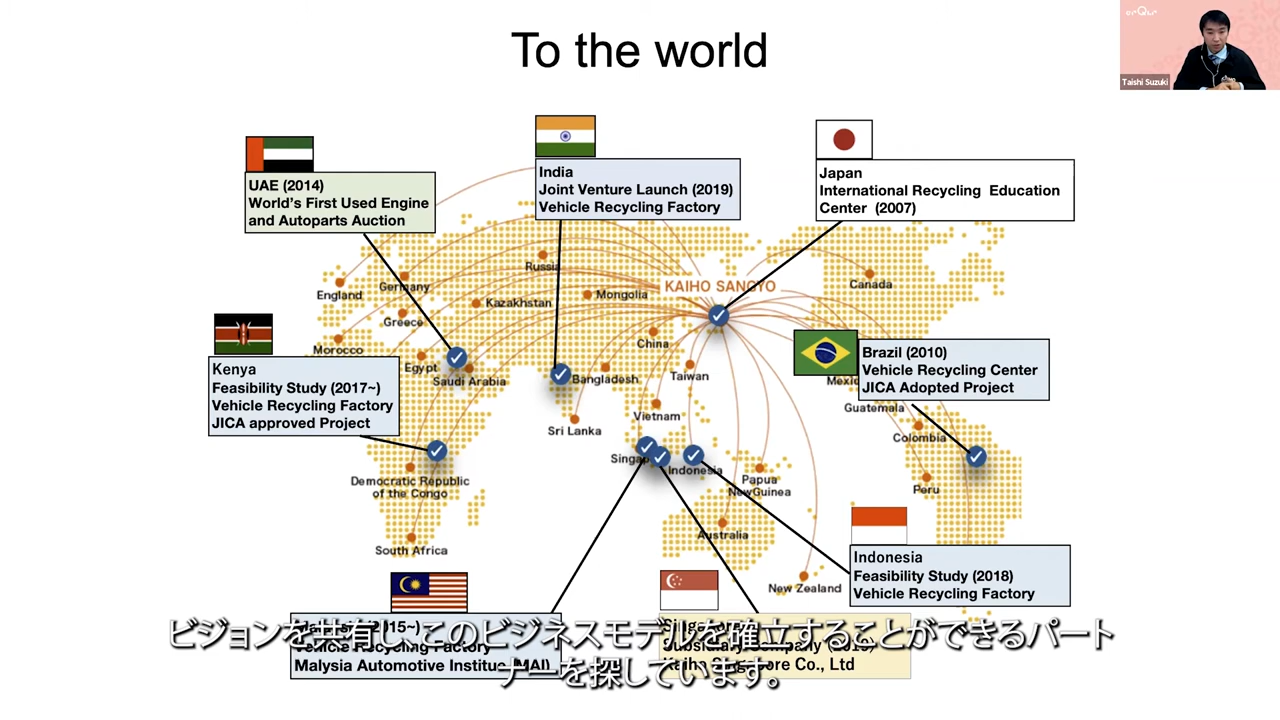 To the world
Taishi Suzuki
UAE (2014)
World's First Used Engine
and Autoparts Auction
India
Joint Venture Launch (2019)
Vehicle Recycling Factory
Japan
International Recycling Education
Center (2007)
Russia
England
Germany
Kazakhstan
Mongolia
KAIHO SANGYO
Canada
Greece
Morocco
China
Egypt
Saudi Arabia
Bangladesh
Taiwan
Kenya
Feasibility Study (2017~)
Vehicle Recycling Factory
JICA approved Project
Brazil (2010)
Vehicle Recycling Center
JICA Adopted Project
Guatemala
Vietnam
Sri Lanka
Colombia
Indonesia
Democratic Republic
of the Congo
Papua
NewGuinea
Peru
Australia
South Africa
New Zealand
Indonesia
Feasibility Study (2018)
Vehicle Recycling Factory
Vehicle Recycling Factory
Malysia Automotive Institue (MAI)
Subsidiary Company
Kaiho Singapore Co., Ltd
ビジョンを共有し、このビジネスモデルを確立することができるパート
ナーを探しています。